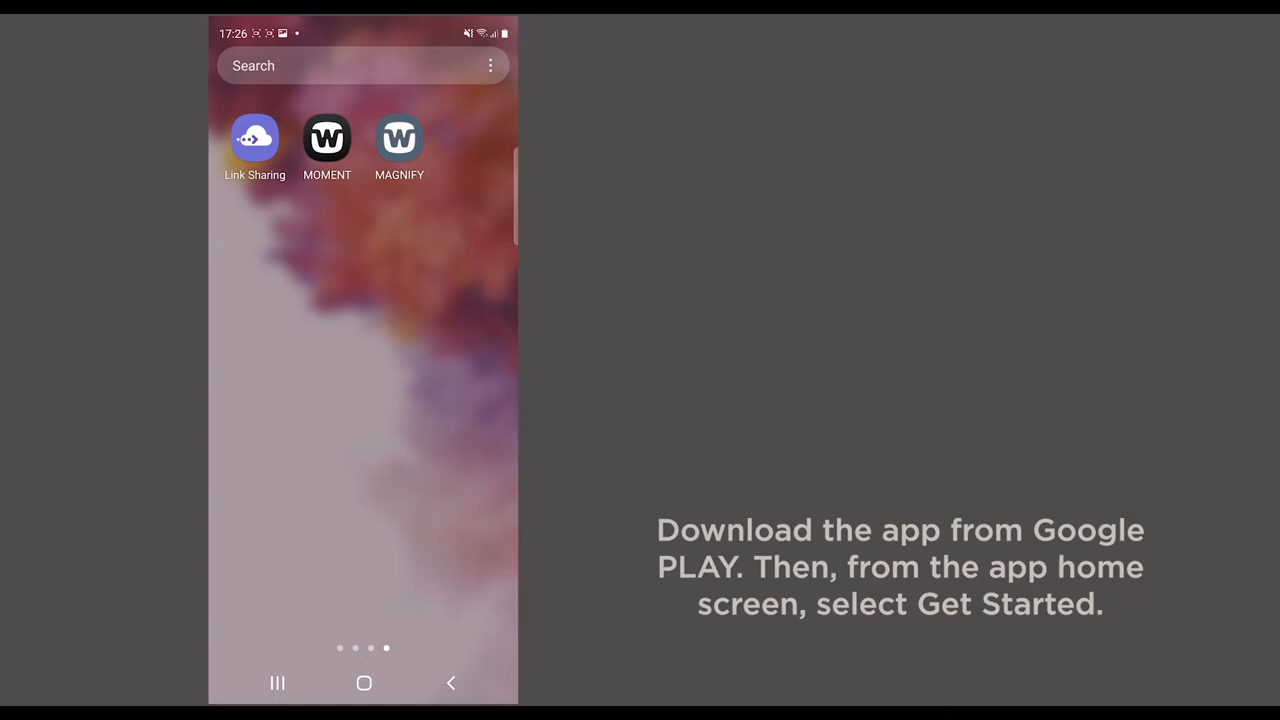 17:26
Search
Link Sharing
MOMENT
MAGNIFY
Download the app from Google
PLAY. Then, from the app home
screen, select Get Started.